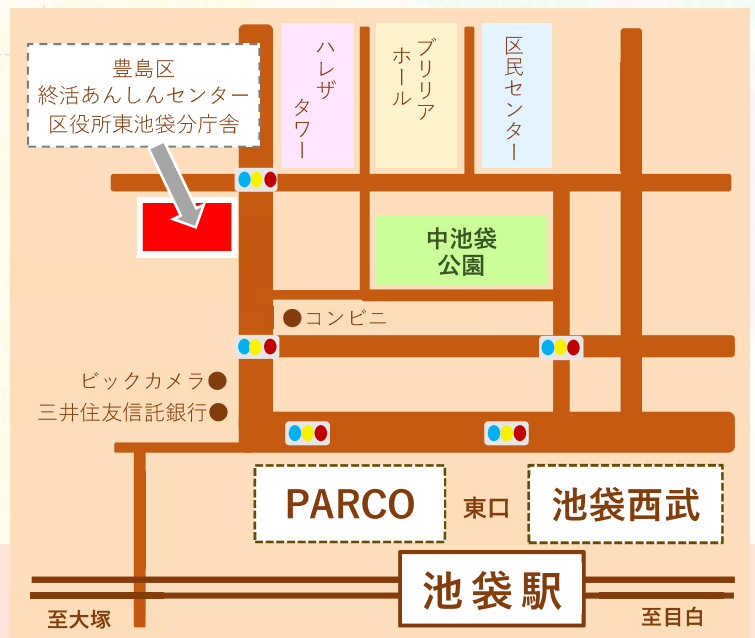 豊島区
終活あんしんセンター
区役所東池袋分庁舎
ハレザ
タワー
ブリリア
ホール
区民センター
中池袋
公園
コンビニ
ビックカメラ
三井住友信託銀行
PARCO
東口
池袋西武
池袋駅
至大塚
至目白